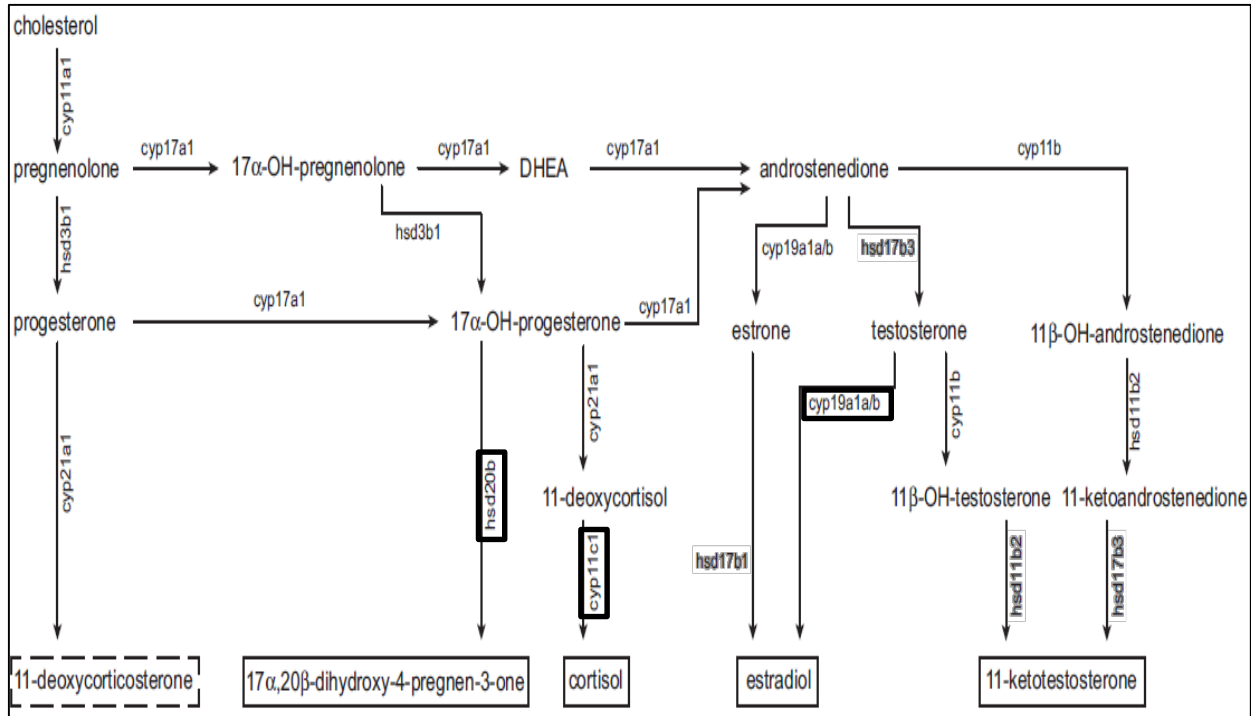 cholesterol
cyp11a1
cyp17a1
cyp17a1
cyp17a1
cyp11b
pregnenolone
17α-OH-pregnenolone
DHEA
androstenedione
hsd3b1
hsd3b1
cyp19a1a/b
hsd17b3
cyp17a1
cyp17a1
progesterone
17α-OH-progesterone
estrone
testosterone
11β-OH-androstenedione
cyp21a1
hsd20b
cyp21a1
cyp19a1a/b
cyp11b
hsd11b2
11-deoxycortisol
11β-OH-testosterone
11-ketoandrostenedione
cyp11c1
hsd17b1
hsd11b2
hsd17b3
11-deoxycorticosterone
17α,20β-dihydroxy-4-pregnen-3-one
cortisol
estradiol
11-ketotestosterone